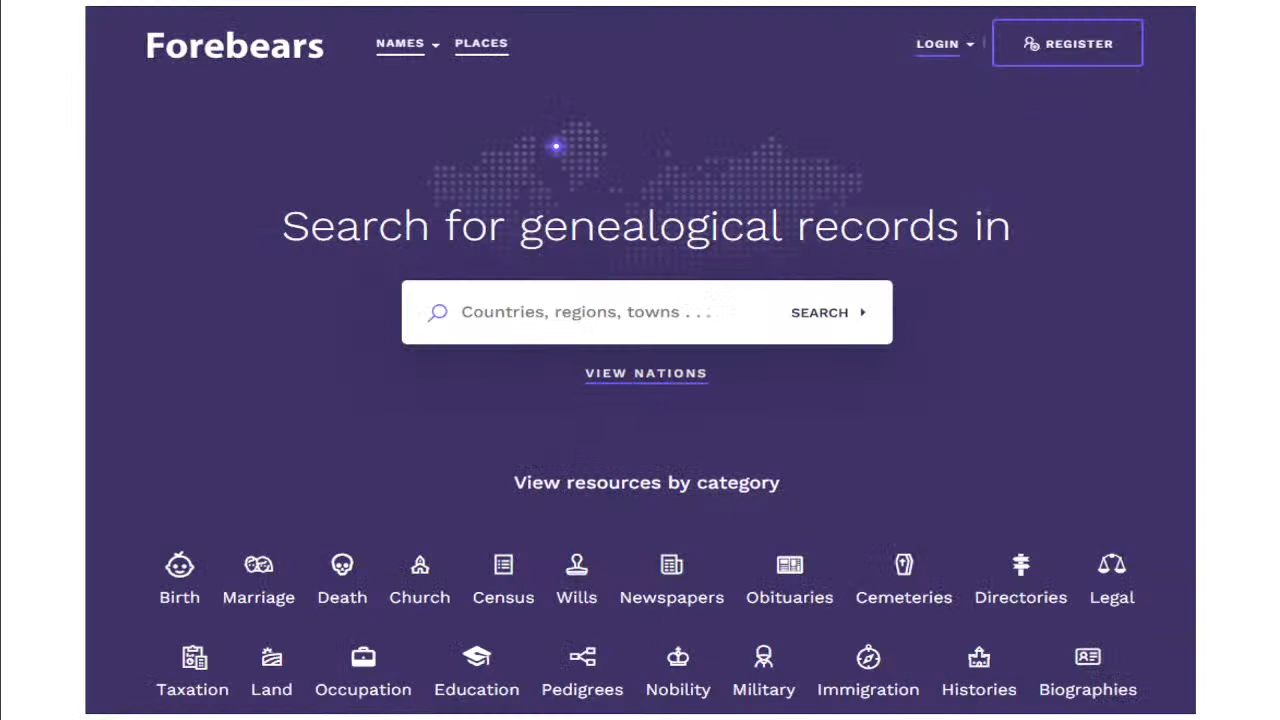 Forebears NAMES PLACES LOGIN REGISTER
Search for genealogical records in
Countries, regions, towns . . . SEARCH
VIEW NATIONS
View resources by category
Birth Marriage Death Church Census Wills Newspapers Obituaries Cemeteries Directories Legal
Taxation Land Occupation Education Pedigrees Nobility Military Immigration Histories Biographies